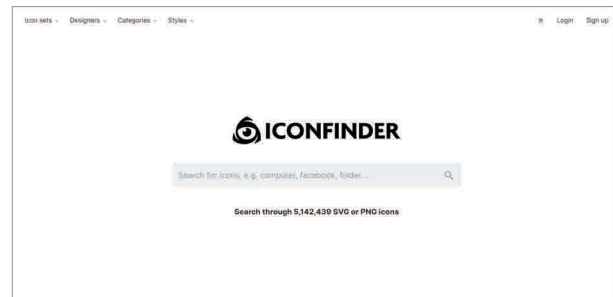 Icon sets Designers Categories Styles Login Sign up
ICONFINDER
Search for icons, e.g. computer, facebook, folder...
Search through 5,142,439 SVG or PNG icons